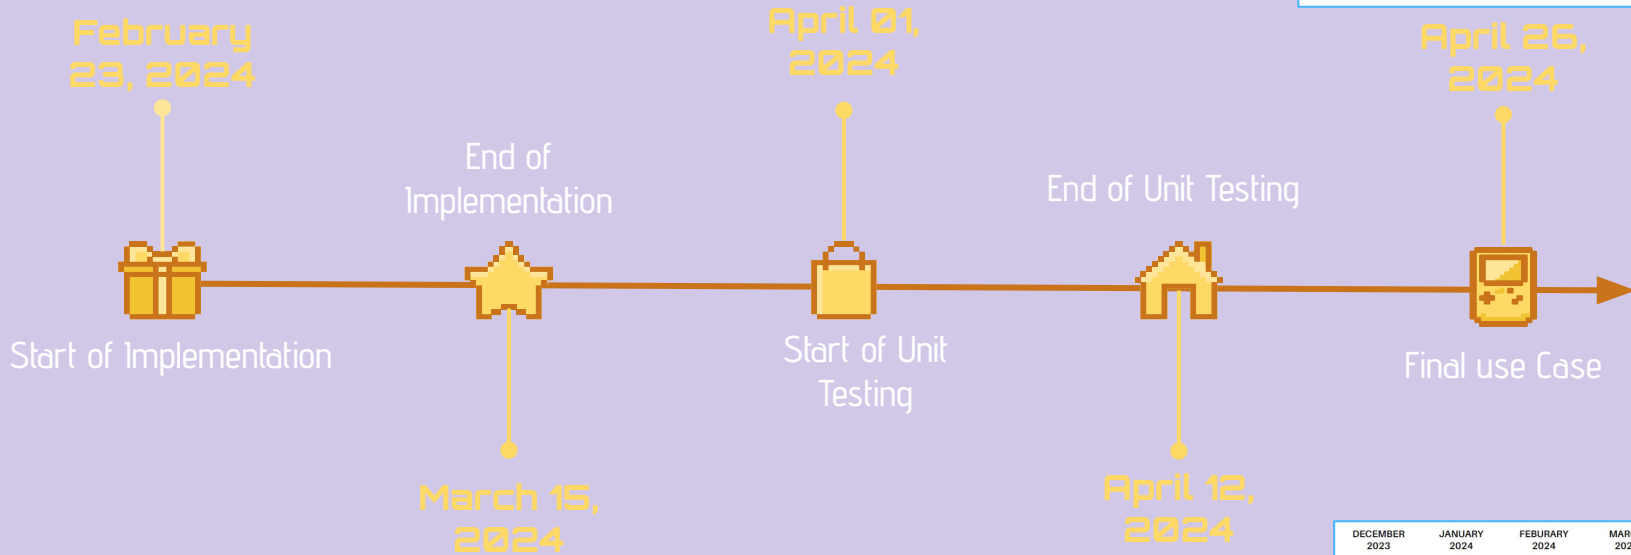 February
23, 2024
Start of Implementation
End of
Implementation
March 15,
2024
April 01,
2024
Start of Unit
Testing
End of Unit Testing
April 12,
2024
April 26,
2024
Final use Case
DECEMBER
2023
JANUARY
2024
FEBURARY
2024